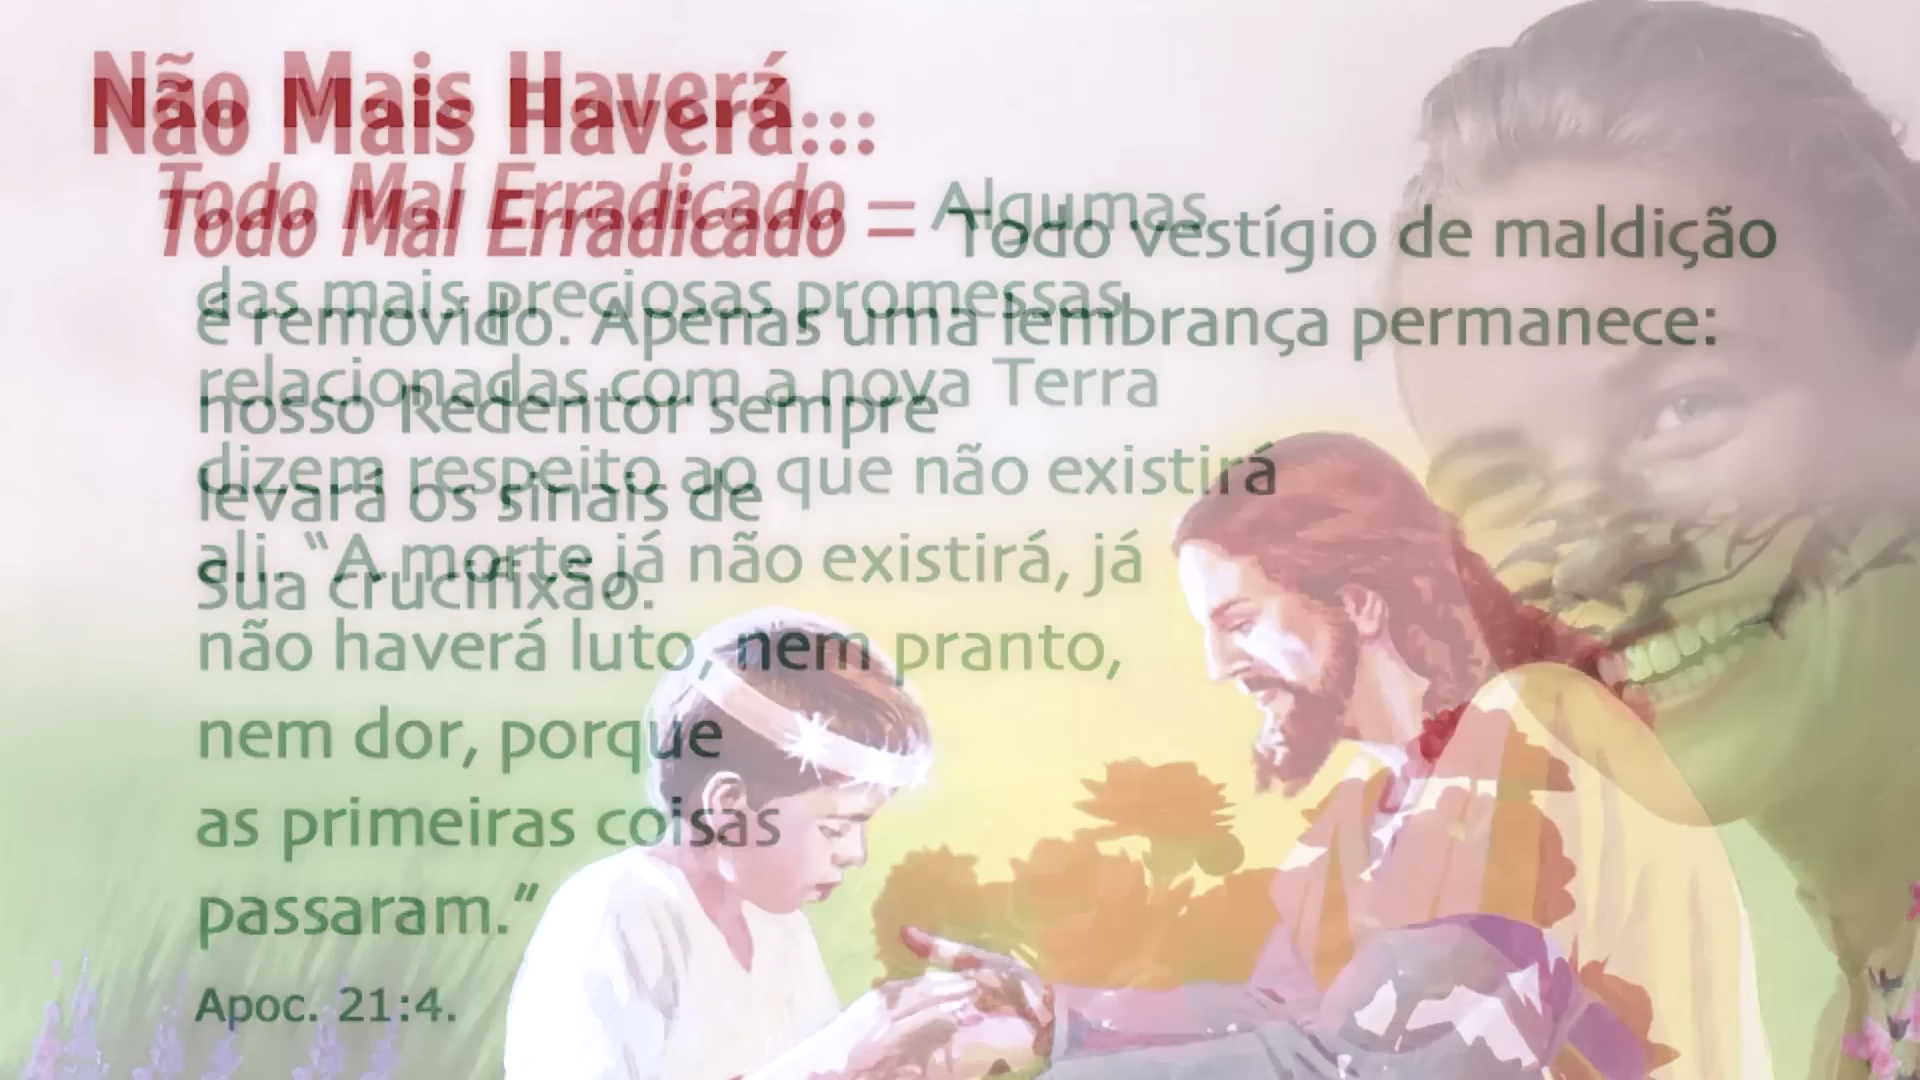 Não Mais Haverá...
Todo Mal Erradicado = Algumas
das mais preciosas promessas
relacionadas com a nova Terra
dizem respeito ao que não existirá
ali. “A morte já não existirá, já
não haverá luto, nem pranto,
nem dor, porque
as primeiras coisas
passaram.”
Apoc. 21:4.
Não Mais Haverá...
Todo Mal Erradicado = Todo vestígio de maldição
é removido. Apenas uma lembrança permanece:
nosso Redentor sempre
levará os sinais de
Sua crucifixão.